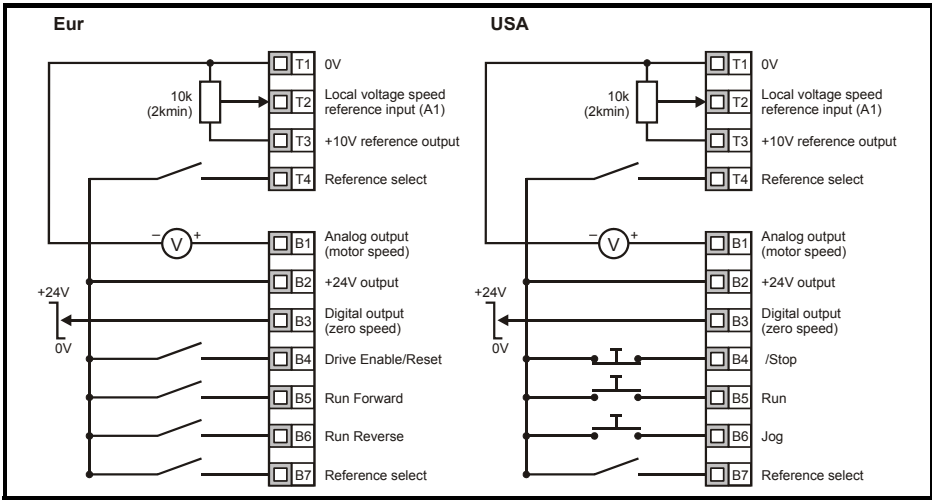 Eur
T1 0V
10k
(2kmin)
T2 Local voltage speed
reference input (A1)
T3 +10V reference output
T4 Reference select
– V +
B1 Analog output
(motor speed)
B2 +24V output
+24V
0V
B3 Digital output
(zero speed)
B4 Drive Enable/Reset
B5 Run Forward
B6 Run Reverse
B7 Reference select
USA
T1 0V
10k
(2kmin)
T2 Local voltage speed
reference input (A1)
T3 +10V reference output
T4 Reference select
– V +
B1 Analog output
(motor speed)
B2 +24V output
+24V
0V
B3 Digital output
(zero speed)
B4 /Stop
B5 Run
B6 Jog
B7 Reference select